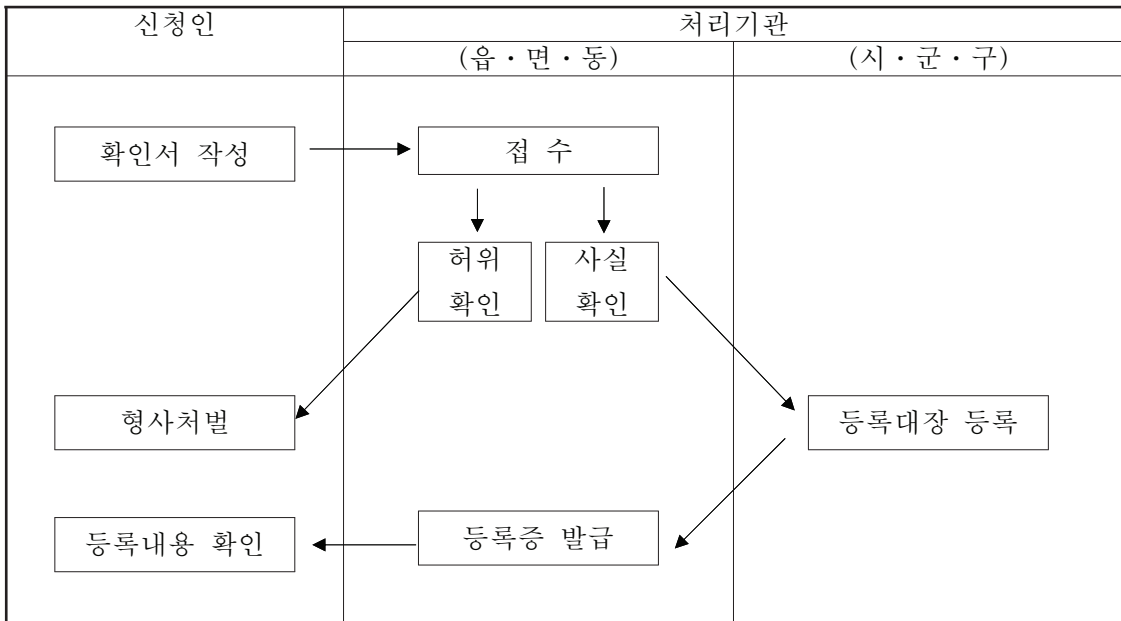 신청인
처리기관
(읍・면・동)
(시・군・구)
확인서 작성
접 수
허위
확인
사실
확인
형사처벌
등록대장 등록
등록내용 확인
등록증 발급